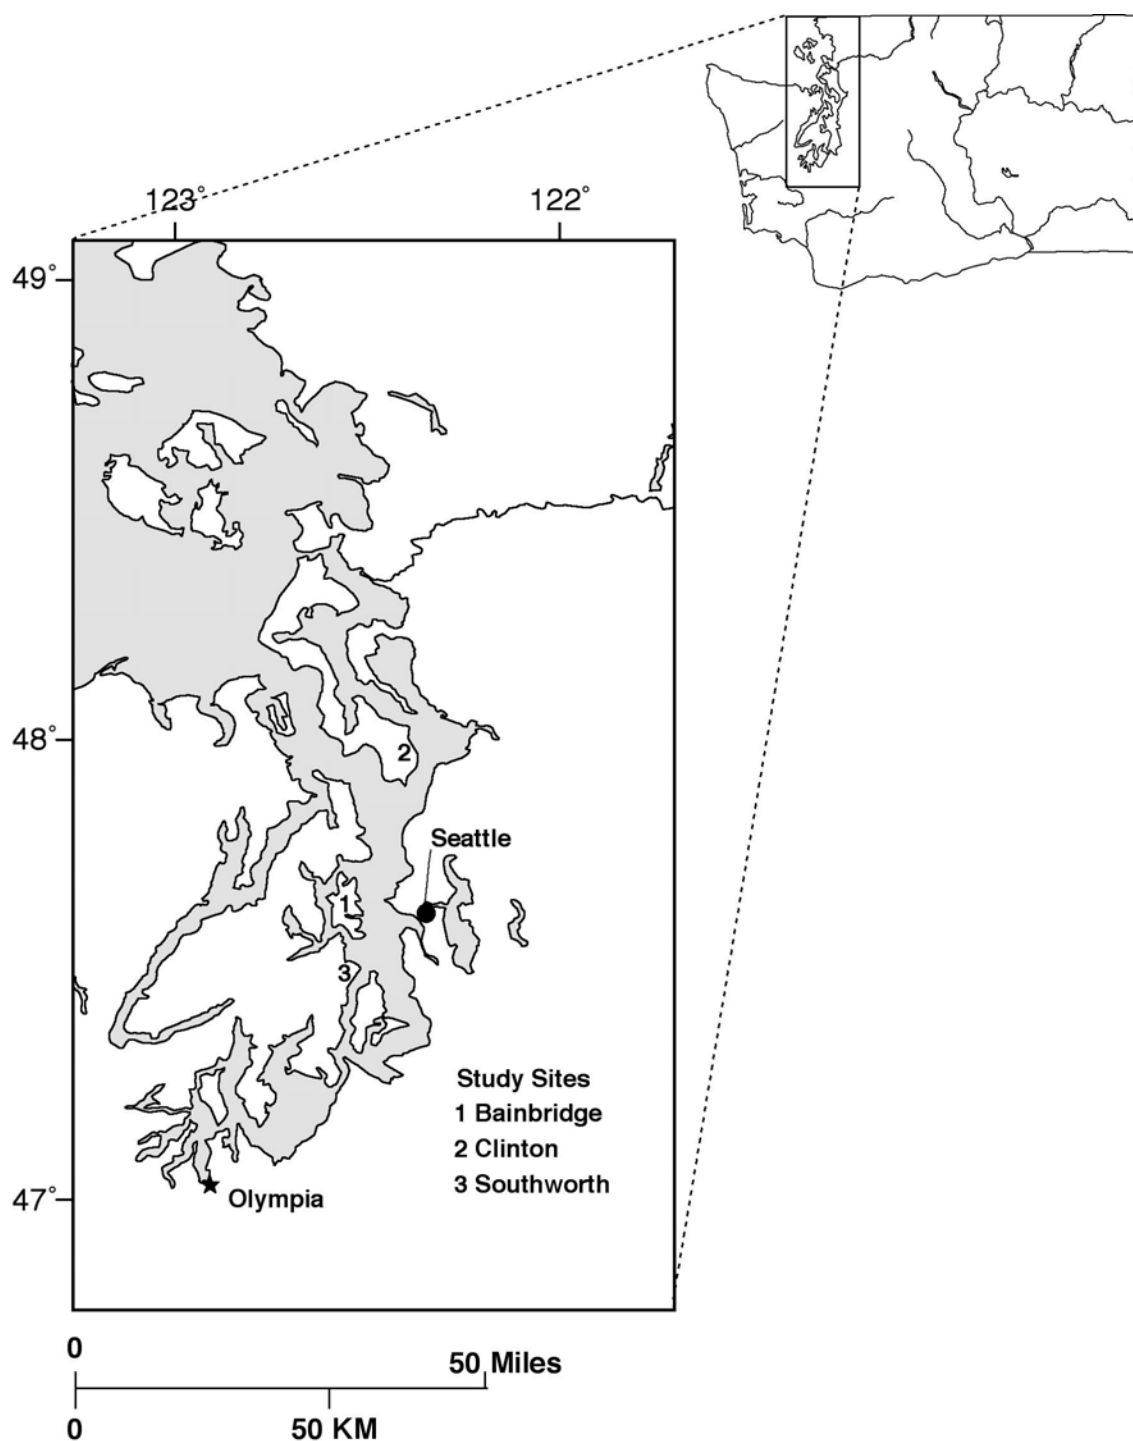 123° 122°
49°
48°
47°
2
Seattle
1
3
Study Sites
1 Bainbridge
2 Clinton
3 Southworth
Olympia
0 50 Miles
0 50 KM